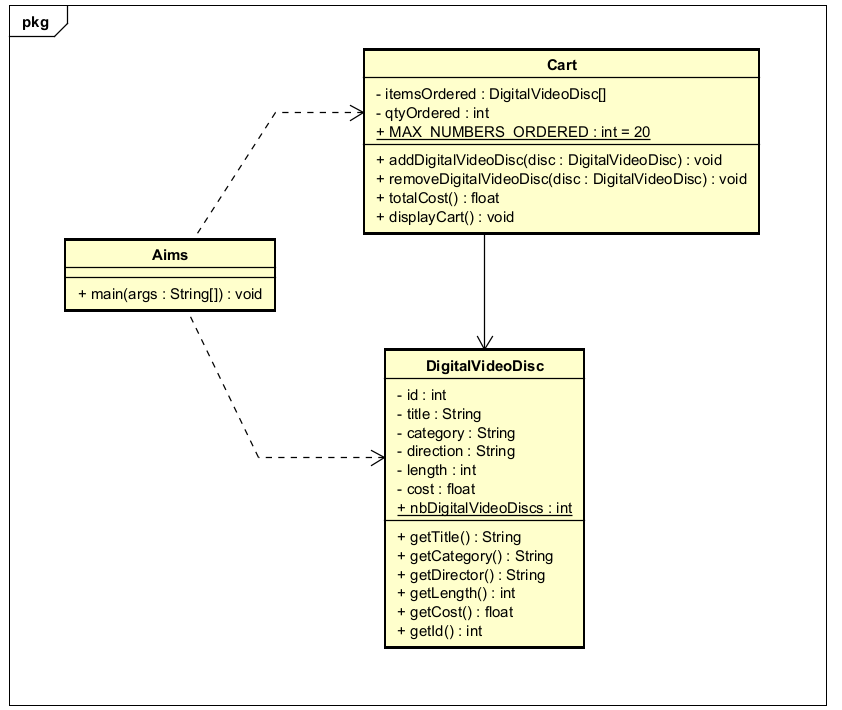 pkg
Cart
- itemsOrdered : DigitalVideoDisc[]
- qtyOrdered : int
+ MAX_NUMBERS_ORDERED : int = 20
+ addDigitalVideoDisc(disc : DigitalVideoDisc) : void
+ removeDigitalVideoDisc(disc : DigitalVideoDisc) : void
+ totalCost() : float
+ displayCart() : void
Aims
+ main(args : String[]) : void
DigitalVideoDisc
- id : int
- title : String
- category : String
- direction : String
- length : int
- cost : float
+ nbDigitalVideoDiscs : int
+ getTitle() : String
+ getCategory() : String
+ getDirector() : String
+ getLength() : int
+ getCost() : float
+ getId() : int